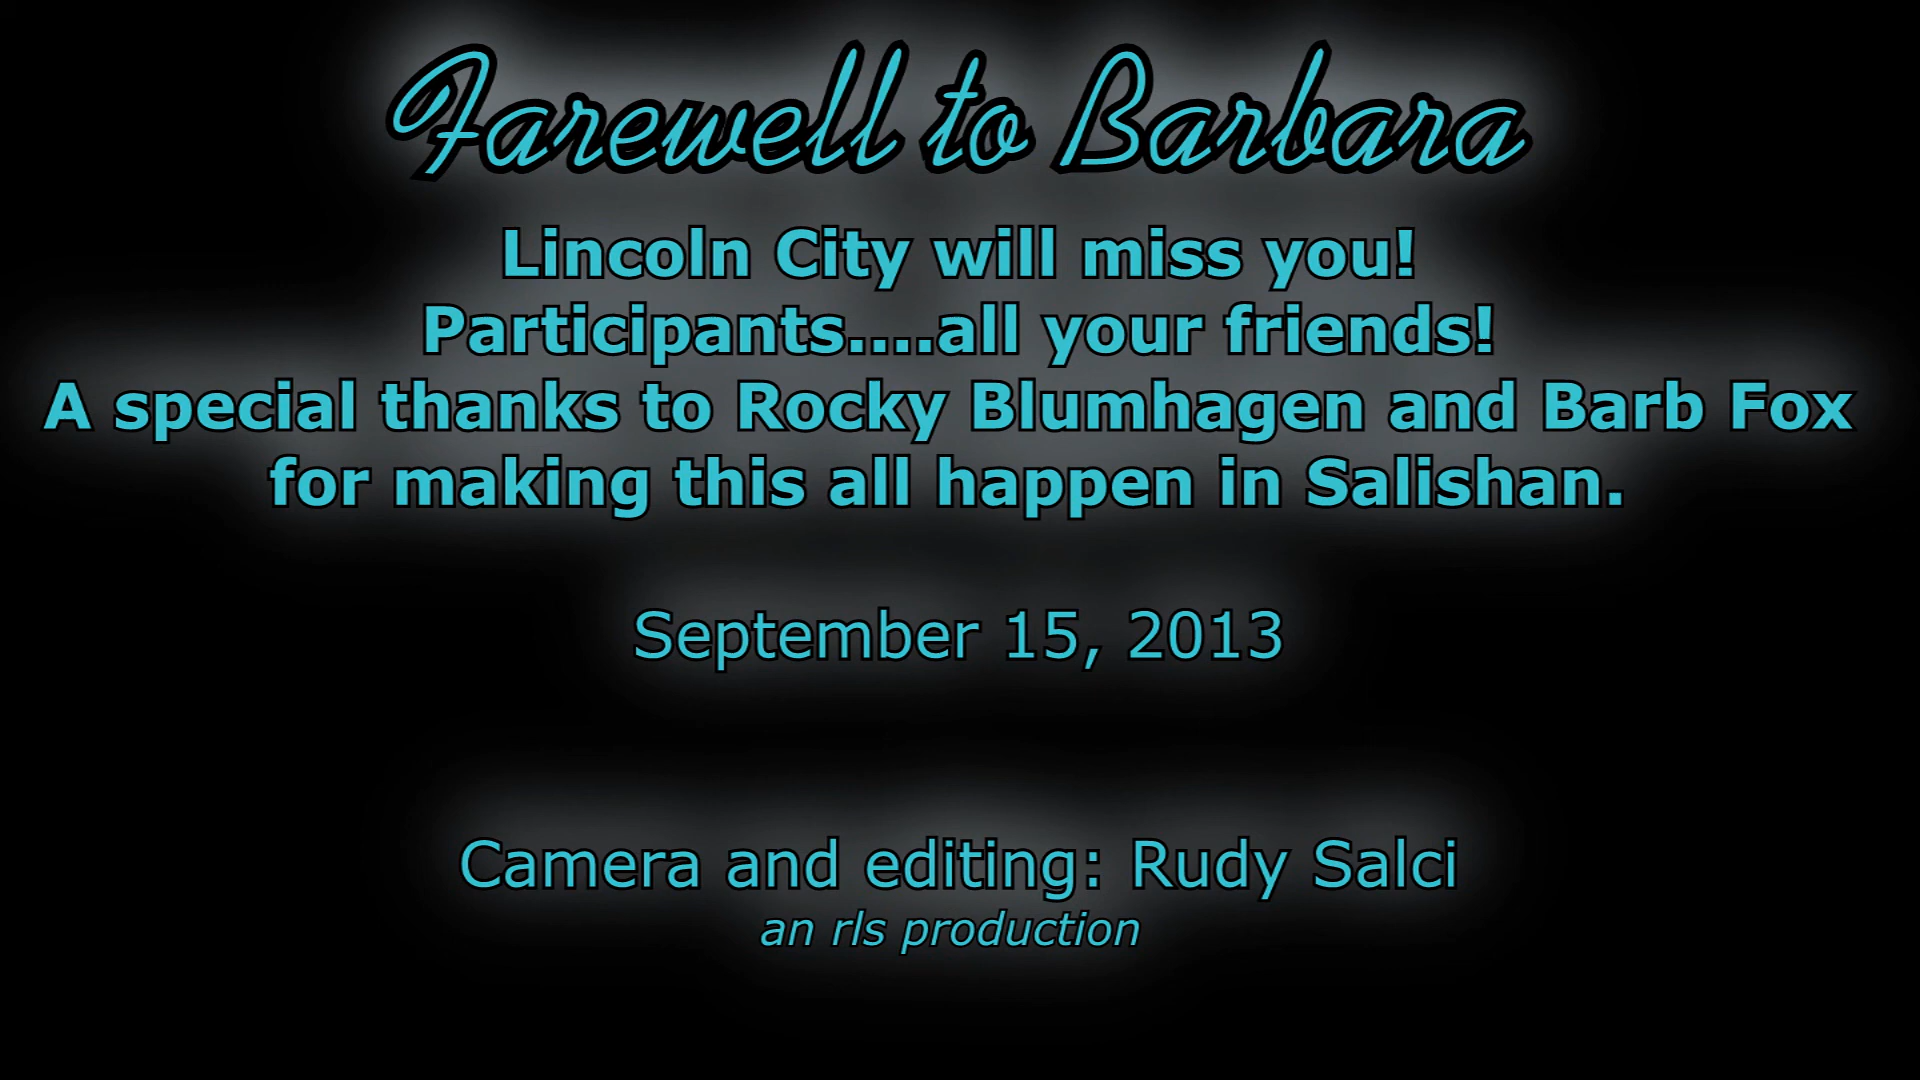 Farewell to Barbara
Lincoln City will miss you!
Participants....all your friends!
A special thanks to Rocky Blumhagen and Barb Fox
for making this all happen in Salishan.
September 15, 2013
Camera and editing: Rudy Salci
an rls production